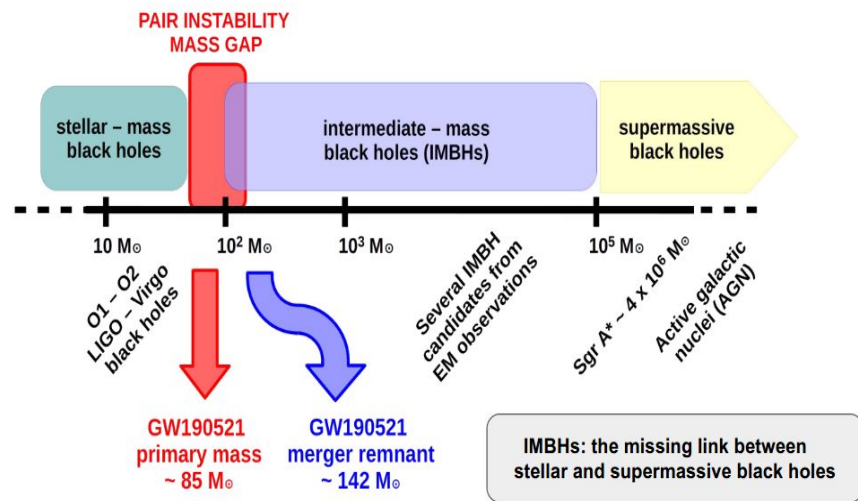 PAIR INSTABILITY
MASS GAP
stellar – mass
black holes
intermediate – mass
black holes (IMBHs)
supermassive
black holes
10 M☉
10² M☉
10³ M☉
10⁵ M☉
O1 – O2
LIGO – Virgo
black holes
Several IMBH
candidates from
EM observations
Sgr A* ~ 4 x 10⁶ M☉
Active galactic
nuclei (AGN)
GW190521
primary mass
~ 85 M☉
GW190521
merger remnant
~ 142 M☉
IMBHs: the missing link between
stellar and supermassive black holes